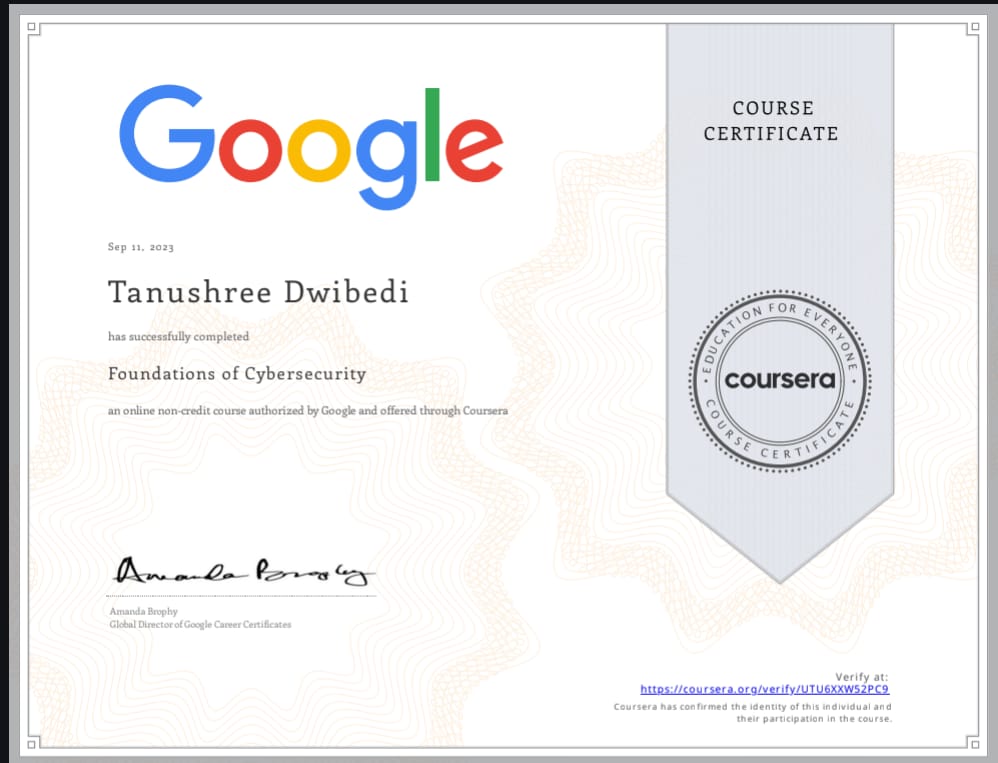 Google
COURSE
CERTIFICATE
Sep 11, 2023
Tanushree Dwibedi
has successfully completed
Foundations of Cybersecurity
an online non-credit course authorized by Google and offered through Coursera
EDUCATION FOR EVERYONE
coursera
COURSE CERTIFICATE
Amanda Brophy
Amanda Brophy
Global Director of Google Career Certificates
Verify at:
https://coursera.org/verify/UTU6XXW52PC9
Coursera has confirmed the identity of this individual and
their participation in the course.